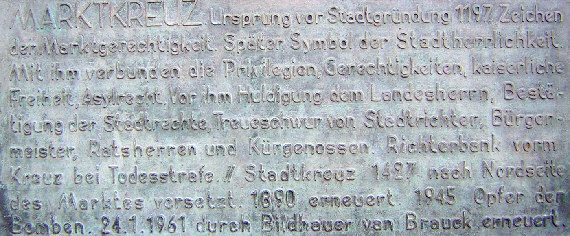 MARKTKREUZ Ursprung vor Stadtgründung 1197. Zeichen
der Marktgerechtigkeit. Später Symbol der Stadtherrlichkeit.
Mit ihm verbunden die Privilegien, Gerechtigkeiten, kaiserliche
Freiheit, Asylrecht. Vor ihm Huldigung dem Landesherrn. Bestä-
tigung der Stadtrechte, Treueschwur von Stadtrichter, Bürger-
meister, Ratsherren und Kürgenossen. Richterbank vorm
Kreuz bei Todesstrafe // Stadtkreuz 1427 nach Nordseite
des Marktes versetzt. 1890 erneuert. 1945 Opfer der
Bomben. 24.1.1961 durch Bildhauer van Brauck erneuert.